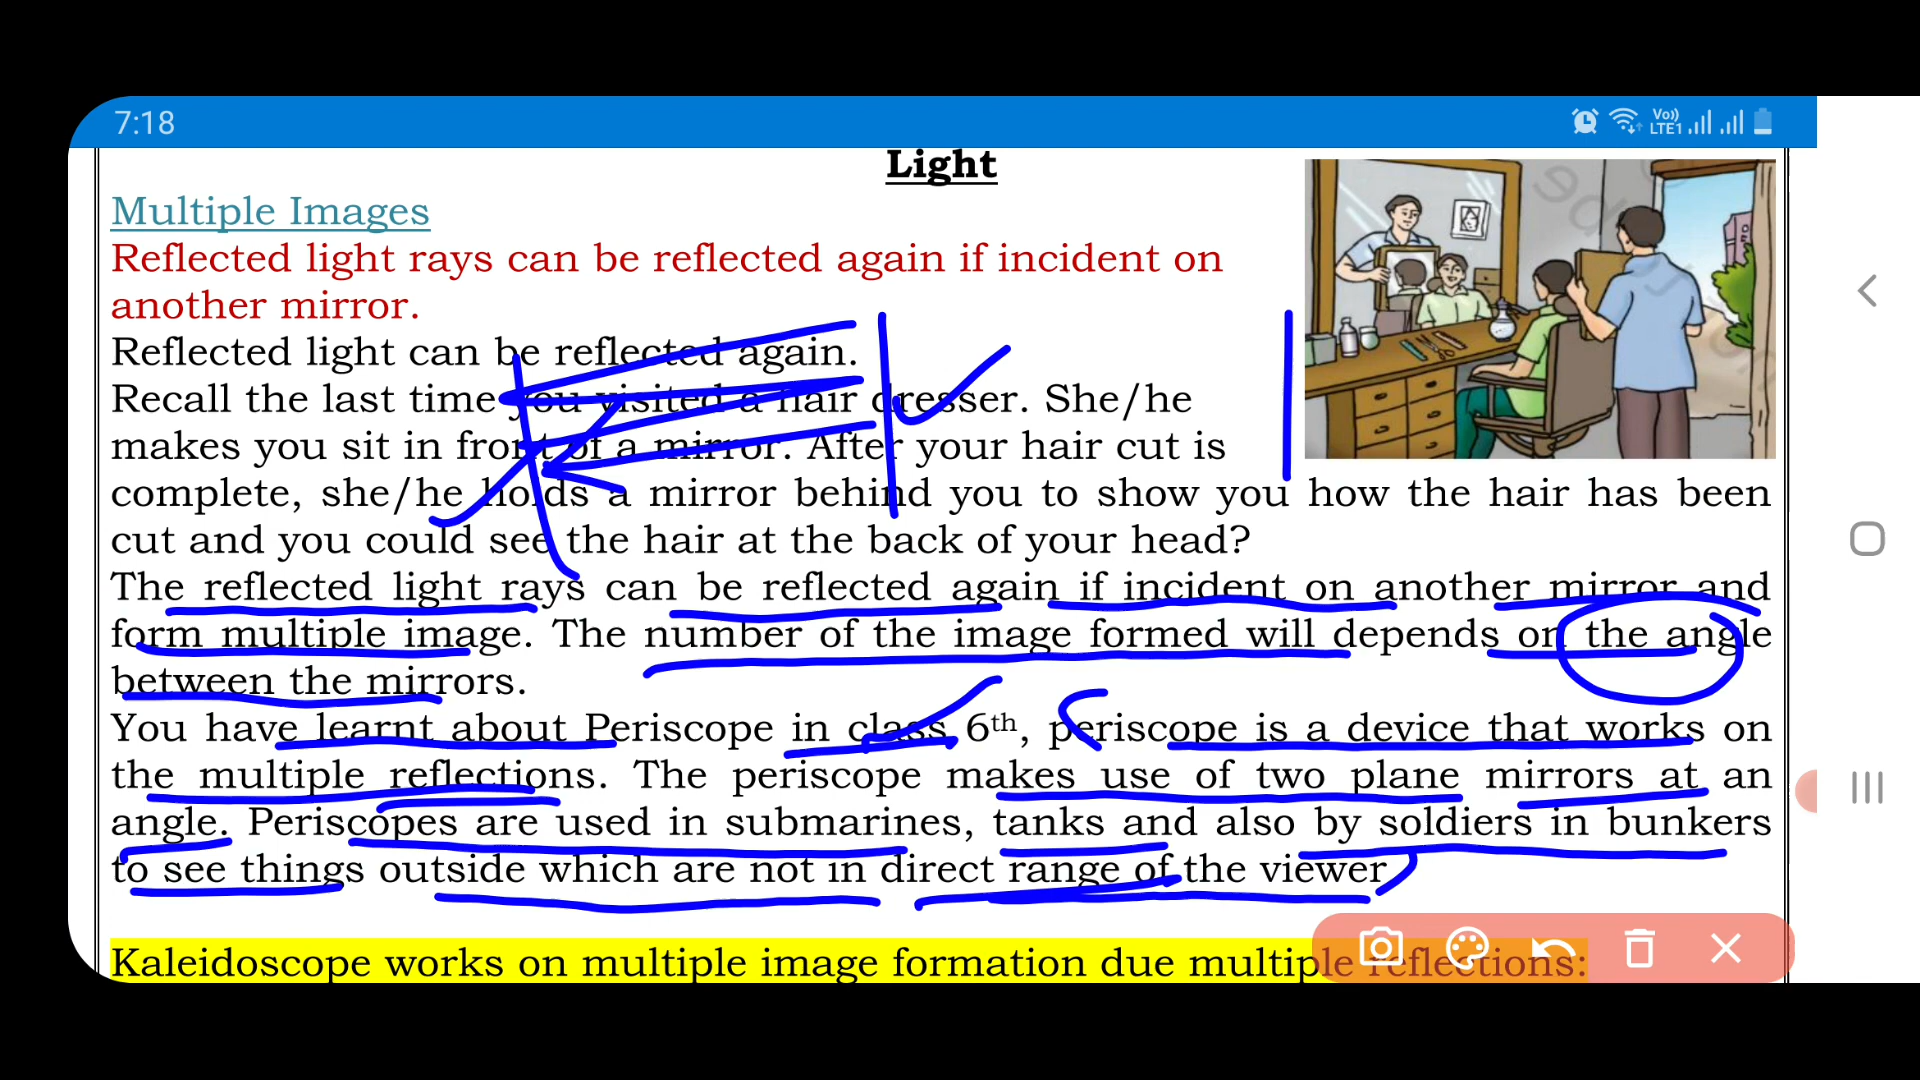 7:18
Vo))
LTE1
Light
Multiple Images
Reflected light rays can be reflected again if incident on
another mirror.
Reflected light can be reflected again.
Recall the last time you visited a hair dresser. She/he
makes you sit in front of a mirror. After your hair cut is
complete, she/he holds a mirror behind you to show you how the hair has been
cut and you could see the hair at the back of your head?
The reflected light rays can be reflected again if incident on another mirror and
form multiple image. The number of the image formed will depends on the angle
between the mirrors.
You have learnt about Periscope in class 6th, periscope is a device that works on
the multiple reflections. The periscope makes use of two plane mirrors at an
angle. Periscopes are used in submarines, tanks and also by soldiers in bunkers
to see things outside which are not in direct range of the viewer
Kaleidoscope works on multiple image formation due multiple reflections: